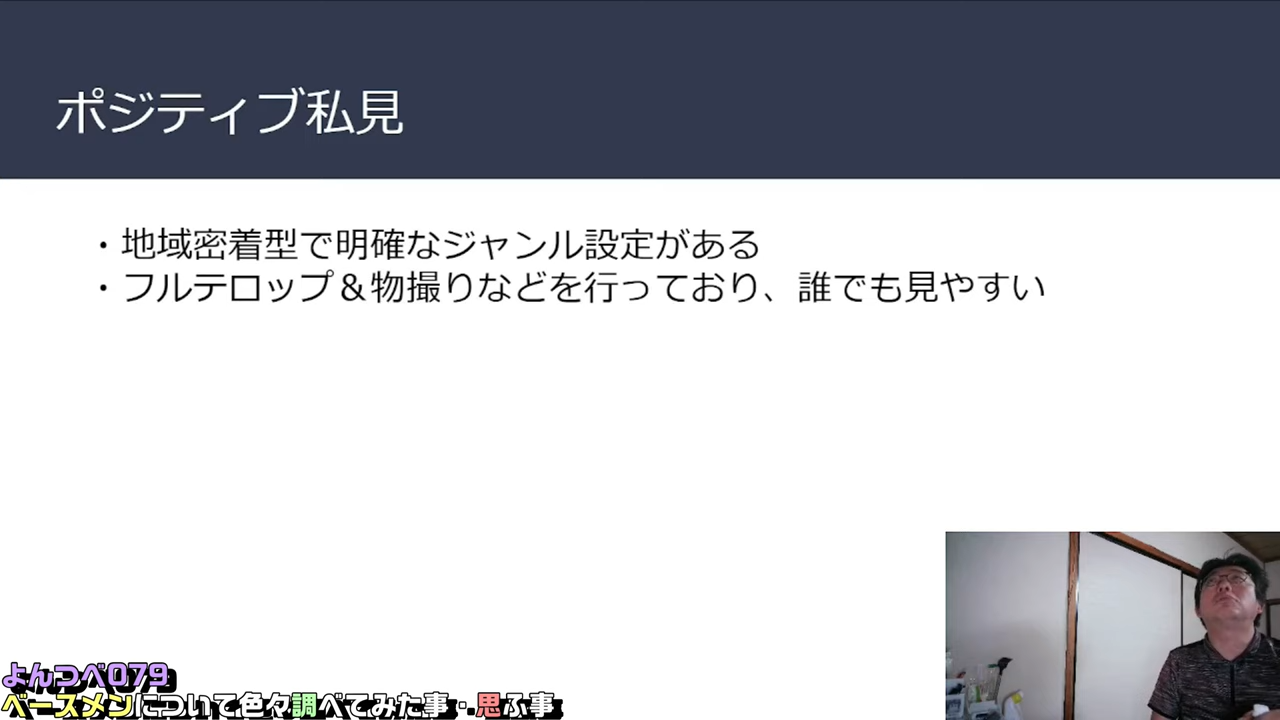 ポジティブ私見
・地域密着型で明確なジャンル設定がある
・フルテロップ＆物撮りなどを行っており、誰でも見やすい
よんつべ079
ベースメンについて色々調べてみた事・思ふ事